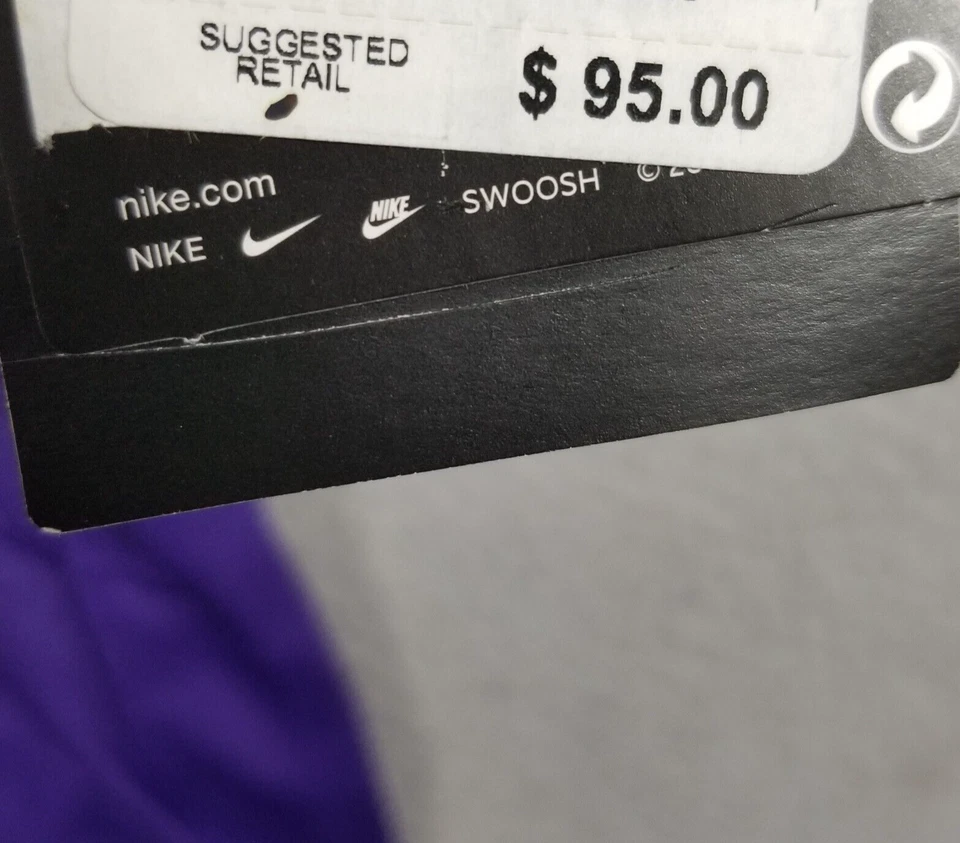 SUGGESTED
RETAIL
$ 95.00
nike.com
NIKE NIKE SWOOSH ©